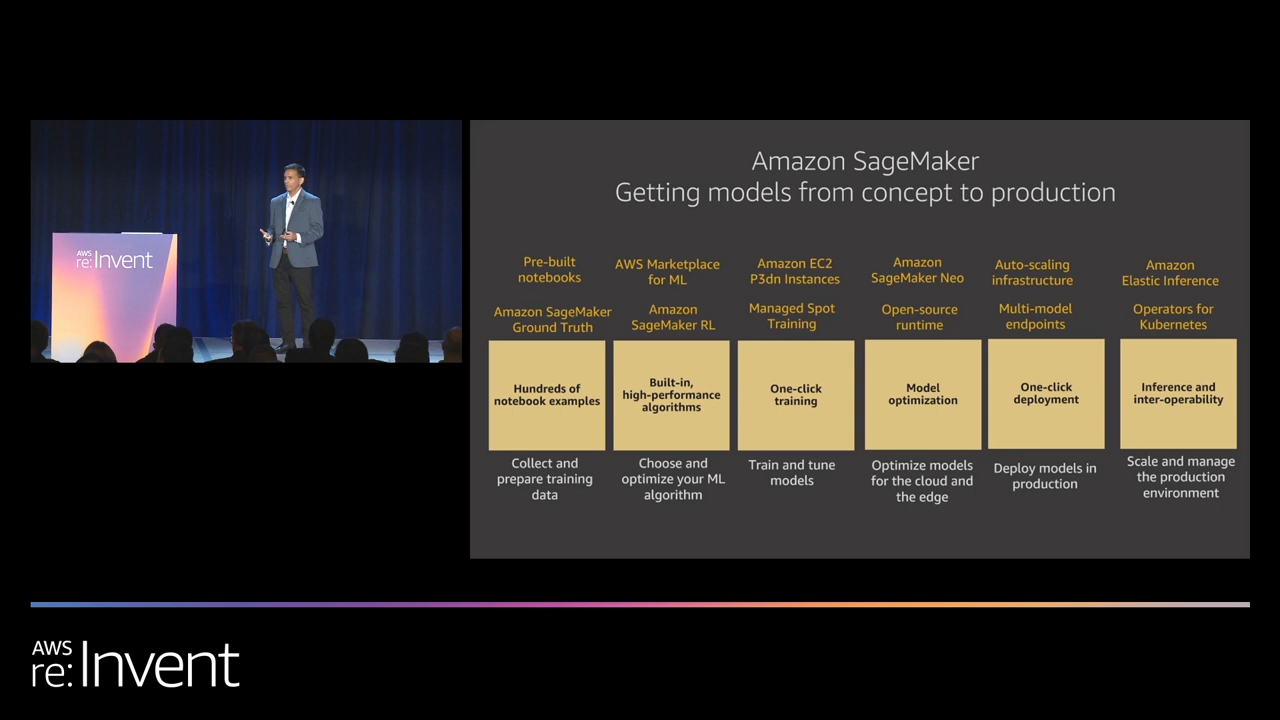 AWS
re:Invent
Amazon SageMaker
Getting models from concept to production
Pre-built
notebooks
Amazon SageMaker
Ground Truth
Hundreds of
notebook examples
Collect and
prepare training
data
AWS Marketplace
for ML
Amazon
SageMaker RL
Built-in,
high-performance
algorithms
Choose and
optimize your ML
algorithm
Amazon EC2
P3dn Instances
Managed Spot
Training
One-click
training
Train and tune
models
Amazon
SageMaker Neo
Open-source
runtime
Model
optimization
Optimize models
for the cloud and
the edge
Auto-scaling
infrastructure
Multi-model
endpoints
One-click
deployment
Deploy models in
production
Amazon
Elastic Inference
Operators for
Kubernetes
Inference and
inter-operability
Scale and manage
the production
environment
AWS
re:Invent